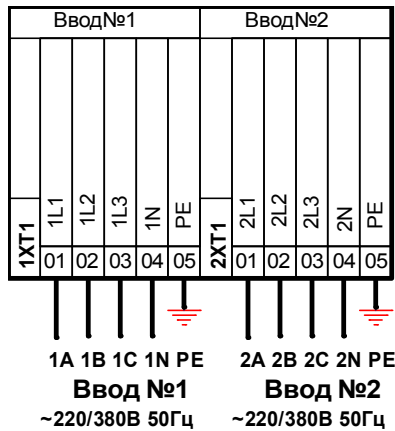 Ввод№1 Ввод№2
1XT1 1L1 1L2 1L3 1N PE 2XT1 2L1 2L2 2L3 2N PE
01 02 03 04 05 01 02 03 04 05
1A 1B 1C 1N PE 2A 2B 2C 2N PE
Ввод №1 Ввод №2
~220/380В 50Гц ~220/380В 50Гц